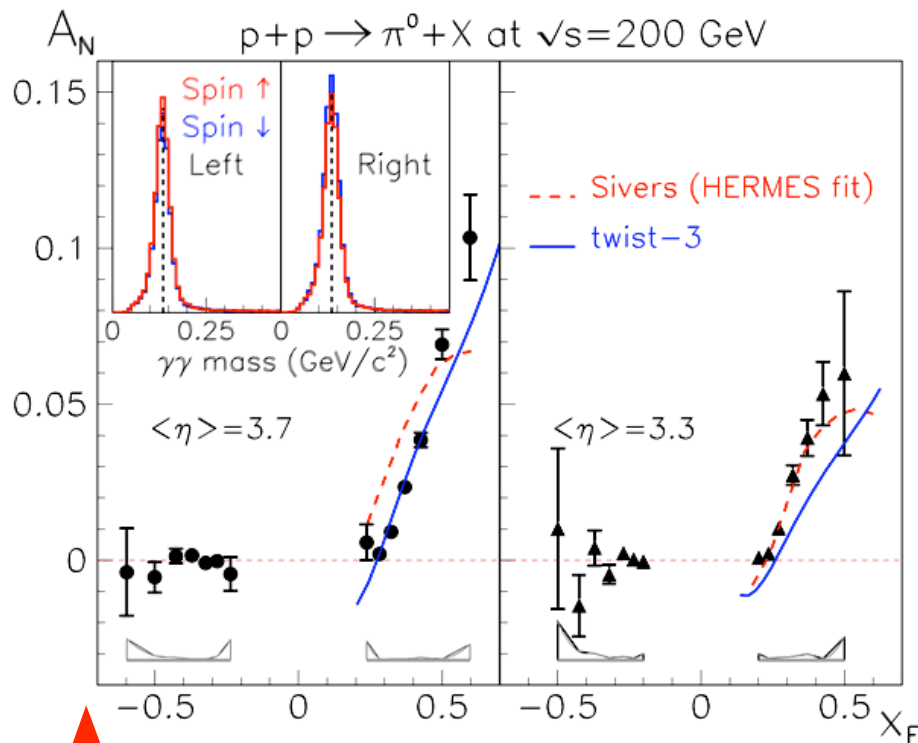 A_N p+p → π⁰+X at √s=200 GeV
0.15
0.1
0.05
0
Spin ↑
Spin ↓
Left
Right
0 0.25 0 0.25
γγ mass (GeV/c²)
Sivers (HERMES fit)
twist-3
<η>=3.7
<η>=3.3
-0.5 0 0.5 -0.5 0 0.5 x_F